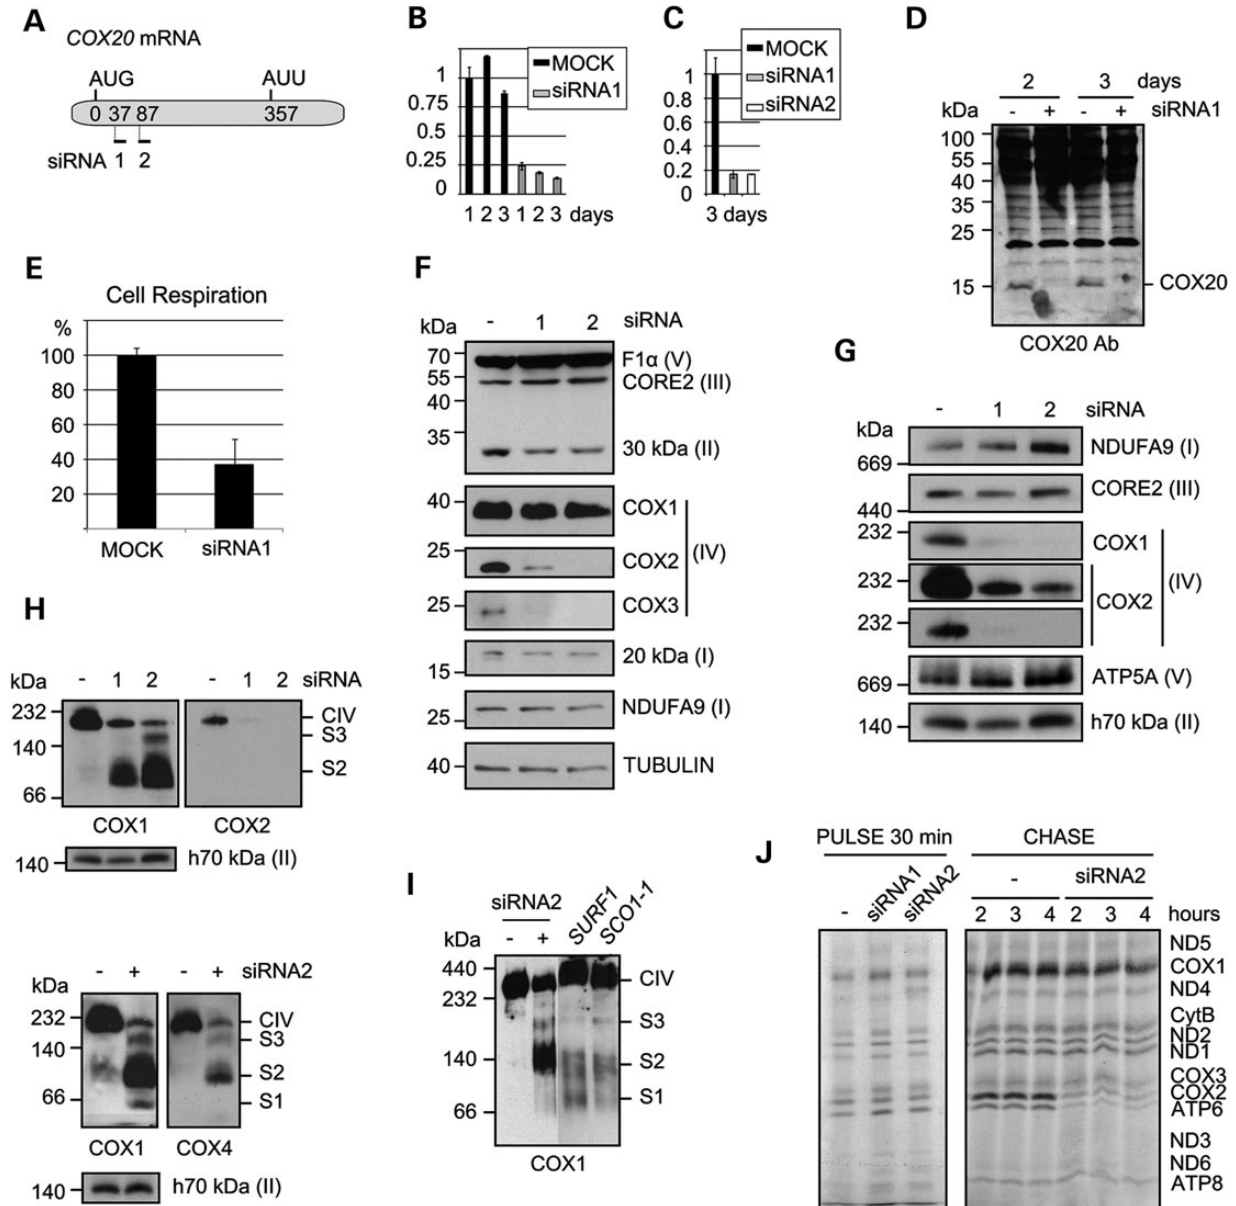 A
COX20 mRNA
AUG AUU
0 37 87 357
siRNA 1 2
B
MOCK
siRNA1
1
0.75
0.5
0.25
0
1 2 3 1 2 3 days
C
MOCK
siRNA1
siRNA2
1
0.8
0.6
0.4
0.2
0
3 days
D
2 3 days
kDa - + - + siRNA1
100
55
40
35
25
15 COX20
COX20 Ab
E
Cell Respiration
%
100
80
60
40
20
MOCK siRNA1
F
kDa - 1 2 siRNA
70 F1α (V)
55 CORE2 (III)
40
35 30 kDa (II)
40 COX1
25 COX2 (IV)
25 COX3
20 kDa (I)
15
NDUFA9 (I)
25
40 TUBULIN
G
- 1 2 siRNA
kDa
NDUFA9 (I)
669
CORE2 (III)
440
232 COX1
232 COX2 (IV)
232
669 ATP5A (V)
140 h70 kDa (II)
H
kDa - 1 2 - 1 2 siRNA
232 CIV
S3
140
S2
66
COX1 COX2
140 h70 kDa (II)
- + - + siRNA2
kDa
232 CIV
S3
140
S2
66 S1
COX1 COX4
140 h70 kDa (II)
I
siRNA2 SURF1 SCO1-1
kDa - +
440 CIV
232
S3
140 S2
S1
66
COX1
J
PULSE 30 min CHASE
- siRNA1 siRNA2 - siRNA2
2 3 4 2 3 4 hours
ND5
COX1
ND4
CytB
ND2
ND1
COX3
COX2
ATP6
ND3
ND6
ATP8